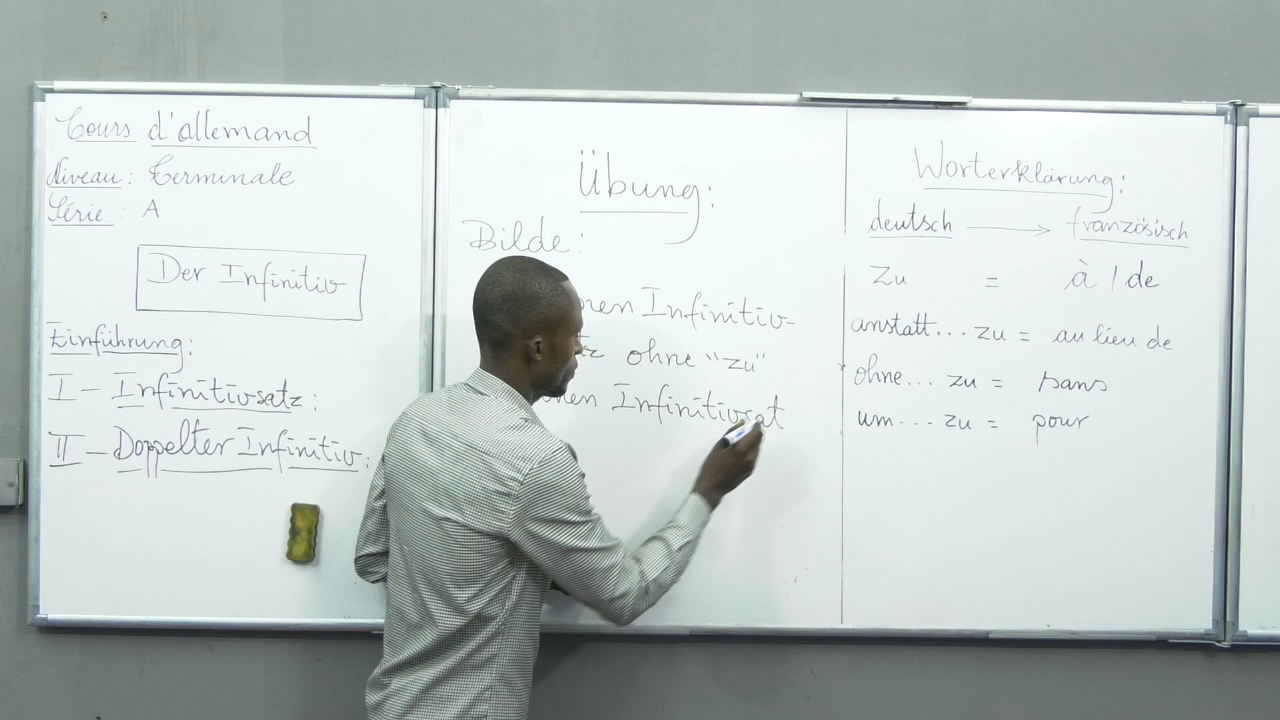 Cours d'allemand
Niveau : Terminale
Série : A
Der Infinitiv
Einführung:
I - Infinitivsatz:
II - Doppelter Infinitiv:
Übung:
Bilde:
Infinitiv-
ohne "zu"
Infinitivsat
Worterklärung:
deutsch → französisch
zu = à / de
anstatt... zu = au lieu de
ohne... zu = sans
um... zu = pour